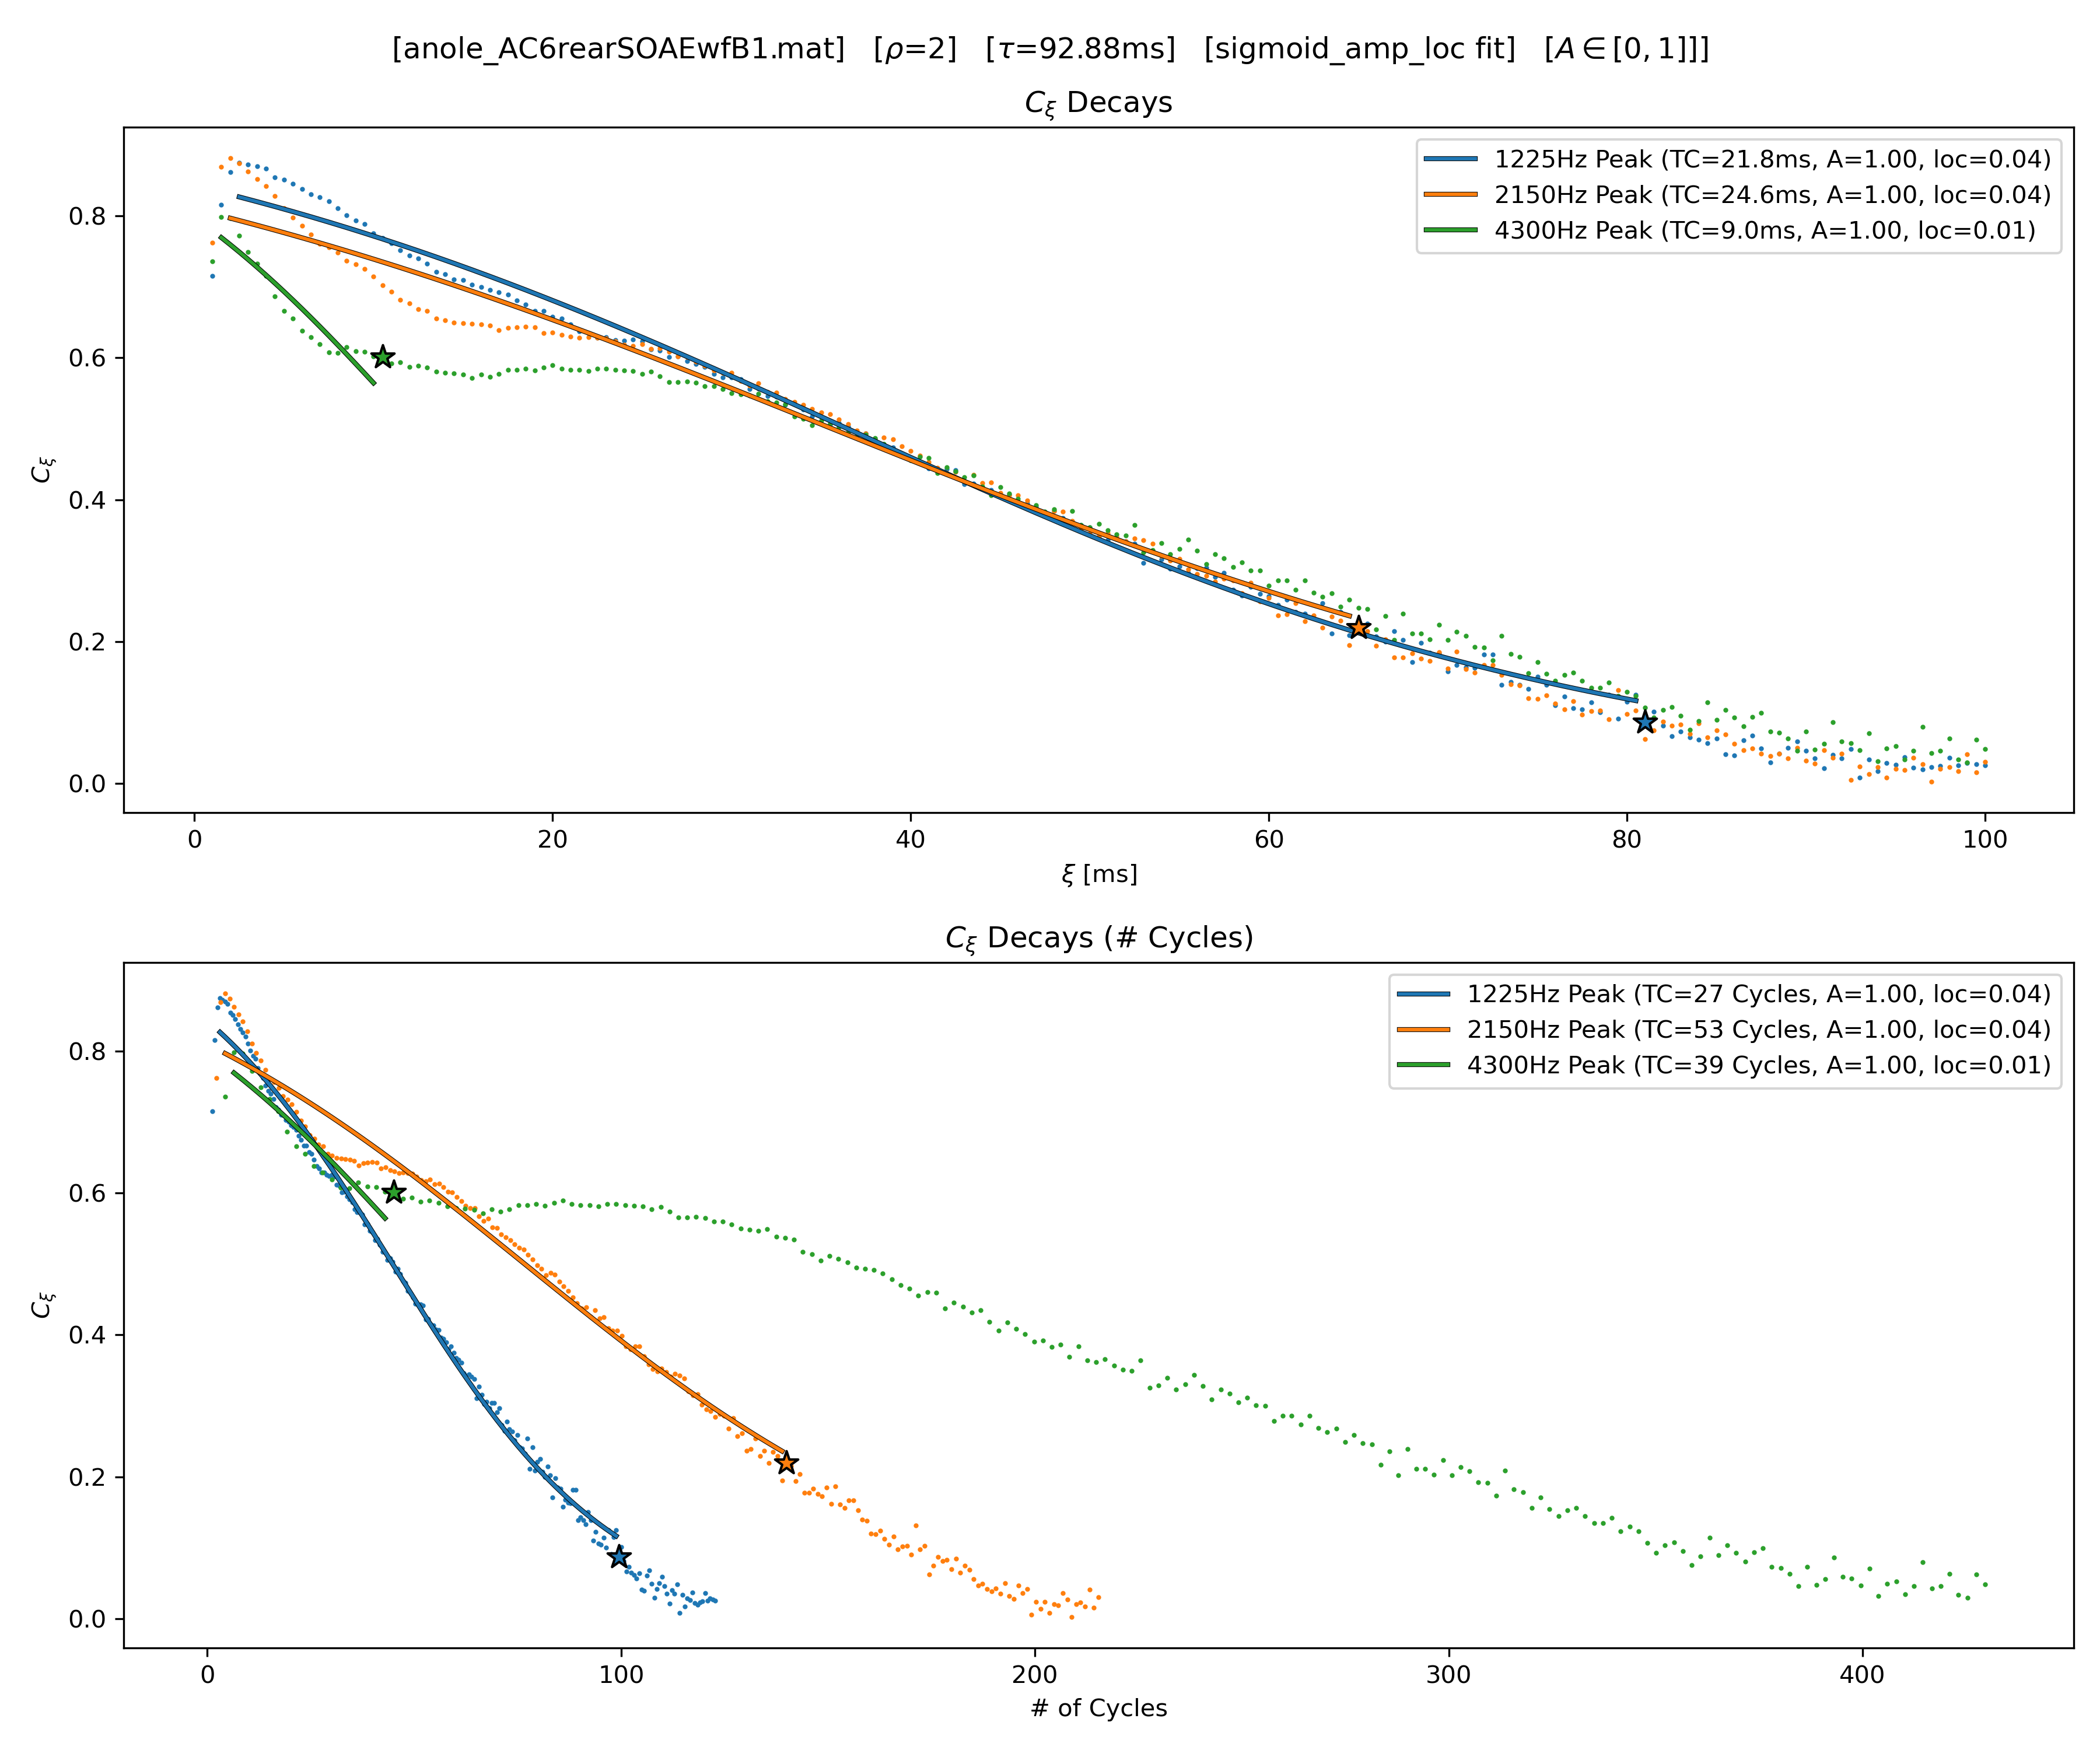 [anole_AC6rearSOAEwfB1.mat] [ρ=2] [τ=92.88ms] [sigmoid_amp_loc fit] [A ∈ [0, 1]]]
C_ξ Decays
1225Hz Peak (TC=21.8ms, A=1.00, loc=0.04)
2150Hz Peak (TC=24.6ms, A=1.00, loc=0.04)
4300Hz Peak (TC=9.0ms, A=1.00, loc=0.01)
C_ξ
0.8
0.6
0.4
0.2
0.0
0 20 40 60 80 100
ξ [ms]
C_ξ Decays (# Cycles)
1225Hz Peak (TC=27 Cycles, A=1.00, loc=0.04)
2150Hz Peak (TC=53 Cycles, A=1.00, loc=0.04)
4300Hz Peak (TC=39 Cycles, A=1.00, loc=0.01)
C_ξ
0.8
0.6
0.4
0.2
0.0
0 100 200 300 400
# of Cycles